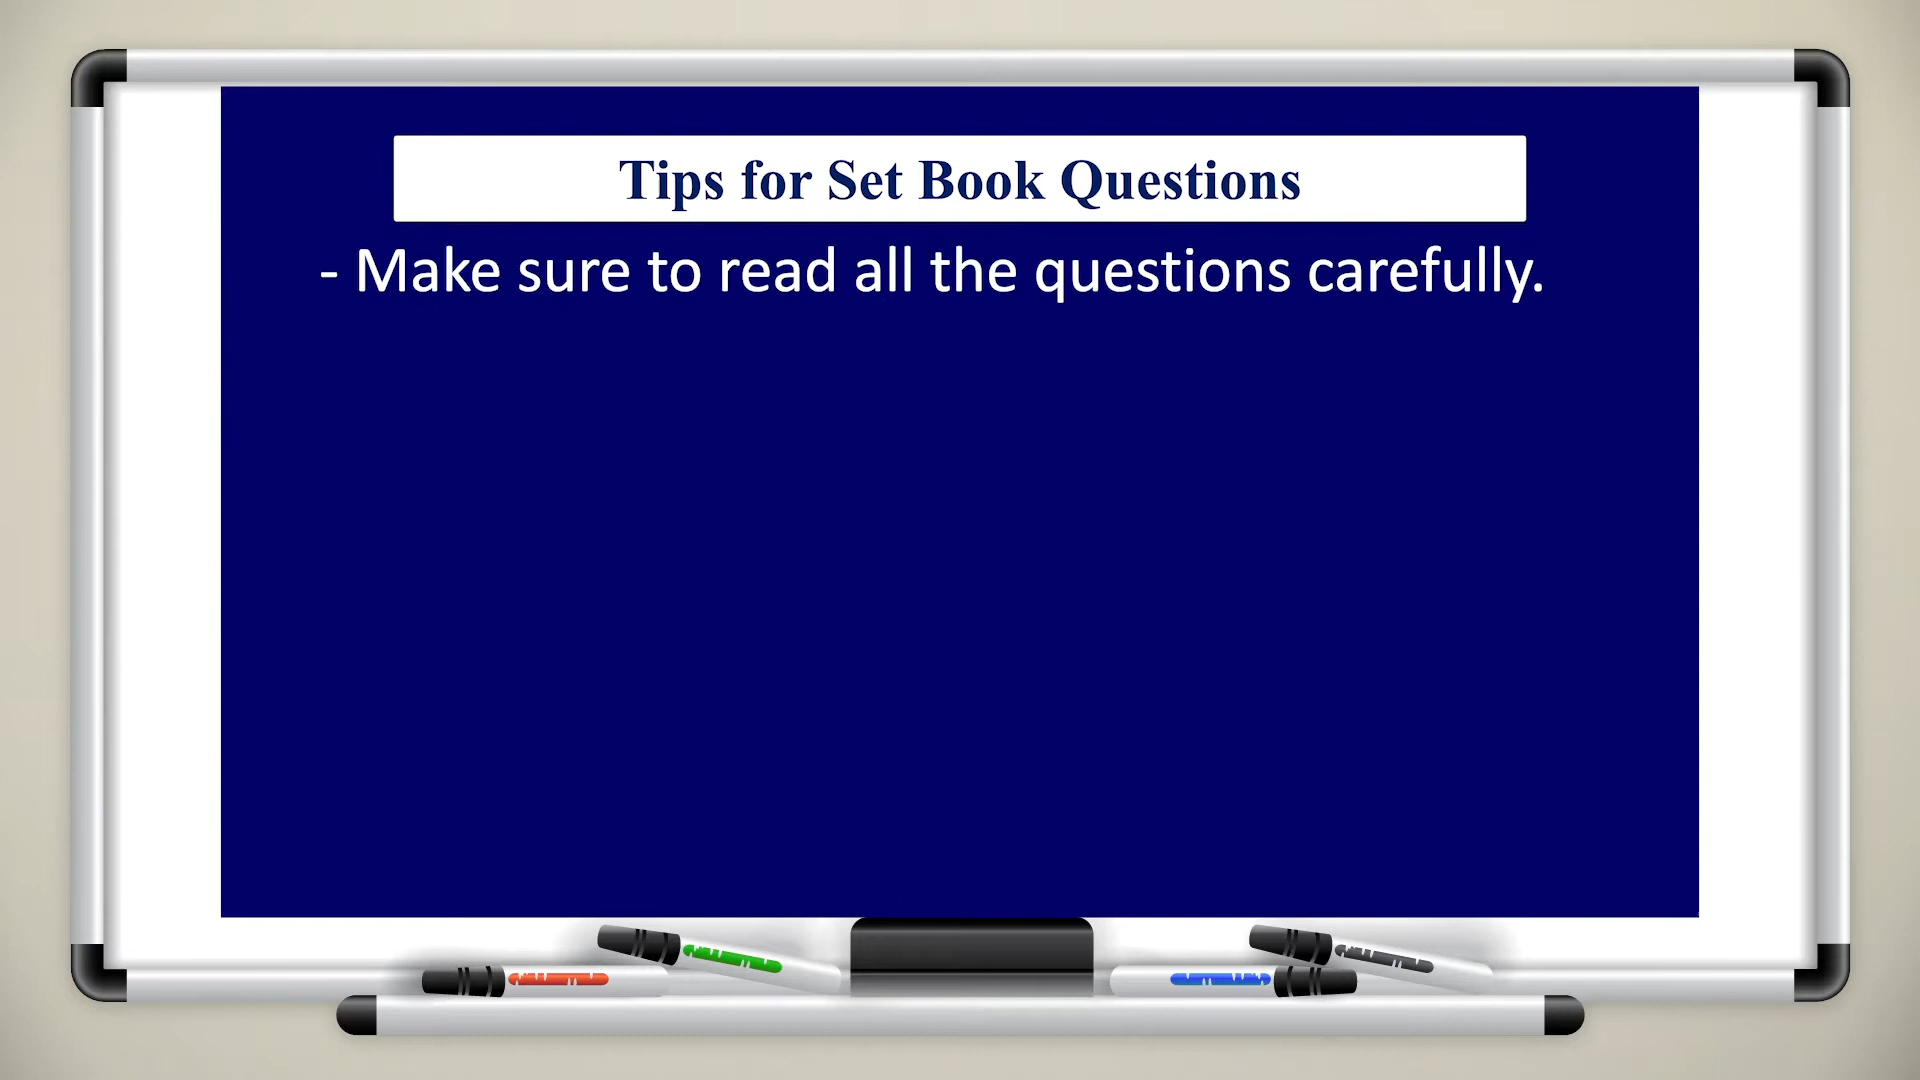 Tips for Set Book Questions
- Make sure to read all the questions carefully.